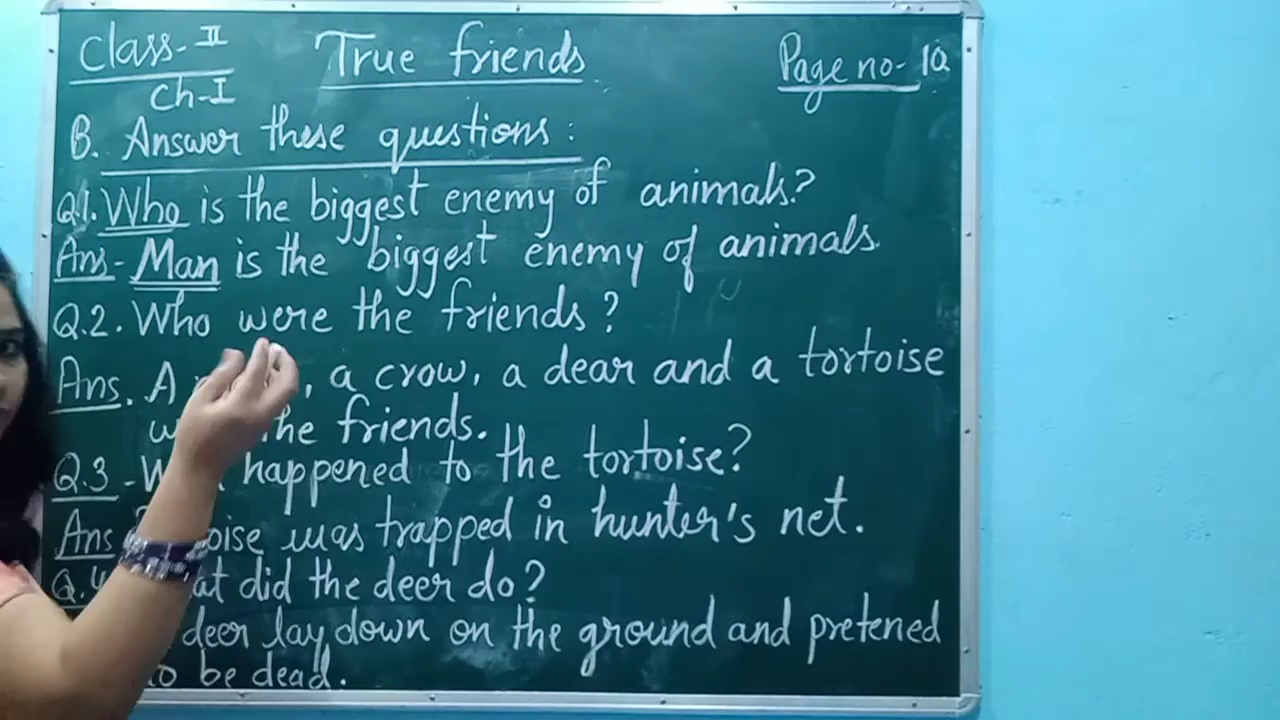 Class-II True friends Page no- 10
Ch-I
B. Answer these questions:
Q1. Who is the biggest enemy of animals?
Ans- Man is the biggest enemy of animals
Q.2. Who were the friends?
Ans. A , a crow, a dear and a tortoise
the friends.
Q.3 - happened to the tortoise?
Ans was trapped in hunter's net.
Q.4 did the deer do?
deer lay down on the ground and pretened
to be dead.